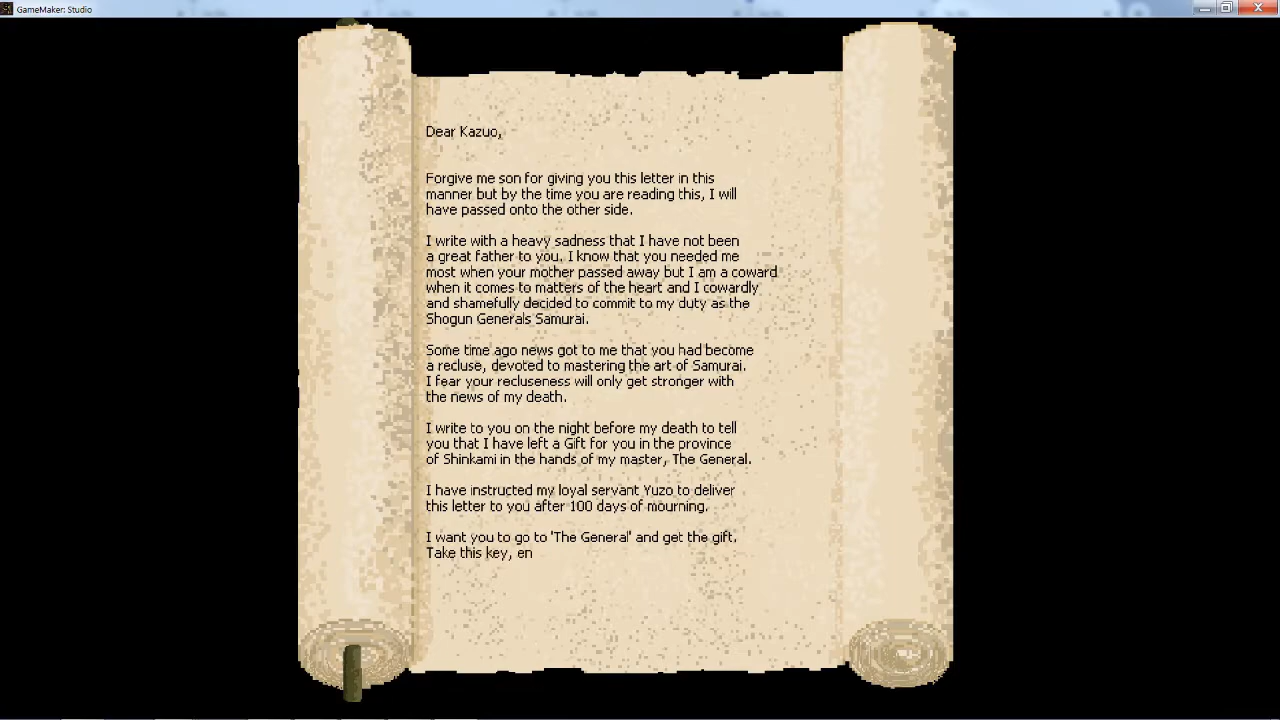 GameMaker: Studio
Dear Kazuo,
Forgive me son for giving you this letter in this
manner but by the time you are reading this, I will
have passed onto the other side.
I write with a heavy sadness that I have not been
a great father to you. I know that you needed me
most when your mother passed away but I am a coward
when it comes to matters of the heart and I cowardly
and shamefully decided to commit to my duty as the
Shogun Generals Samurai.
Some time ago news got to me that you had become
a recluse, devoted to mastering the art of Samurai.
I fear your recluseness will only get stronger with
the news of my death.
I write to you on the night before my death to tell
you that I have left a Gift for you in the province
of Shinkami in the hands of my master, The General.
I have instructed my loyal servant Yuzo to deliver
this letter to you after 100 days of mourning.
I want you to go to 'The General' and get the gift.
Take this key, en